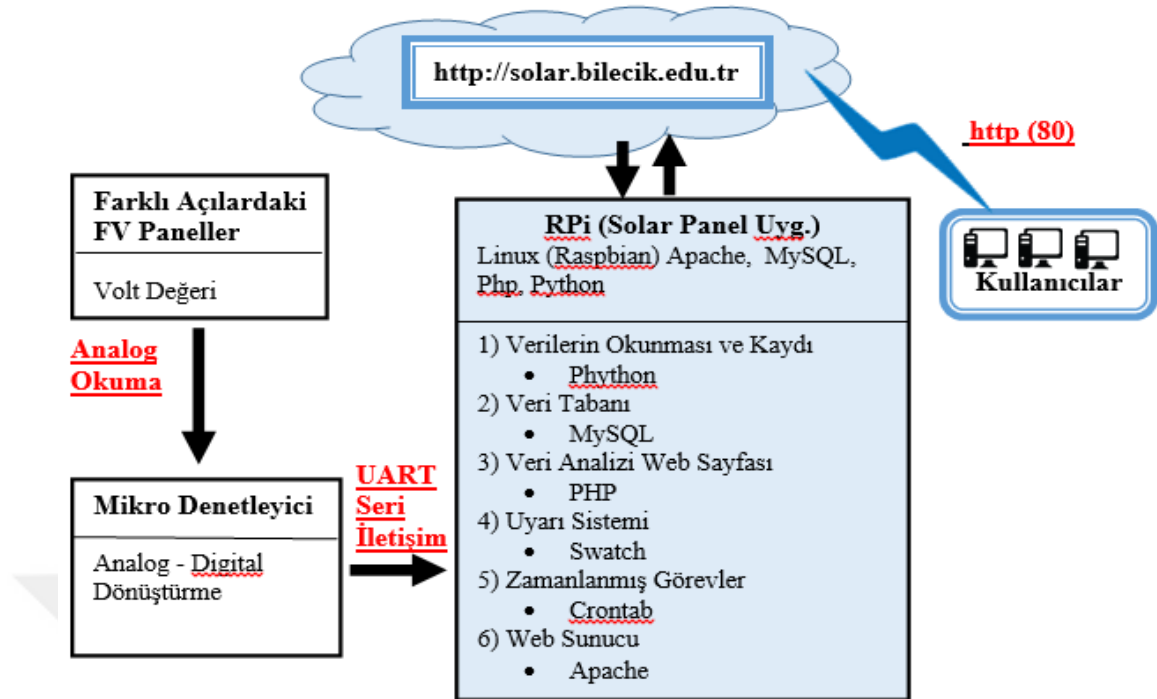 http://solar.bilecik.edu.tr
http (80)
Farklı Açılardaki
FV Paneller
Volt Değeri
Analog
Okuma
Mikro Denetleyici
Analog - Digital
Dönüştürme
UART
Seri
İletişim
RPi (Solar Panel Uyg.)
Linux (Raspbian) Apache, MySQL,
Php, Python
1) Verilerin Okunması ve Kaydı
• Phython
2) Veri Tabanı
• MySQL
3) Veri Analizi Web Sayfası
• PHP
4) Uyarı Sistemi
• Swatch
5) Zamanlanmış Görevler
• Crontab
6) Web Sunucu
• Apache
Kullanıcılar